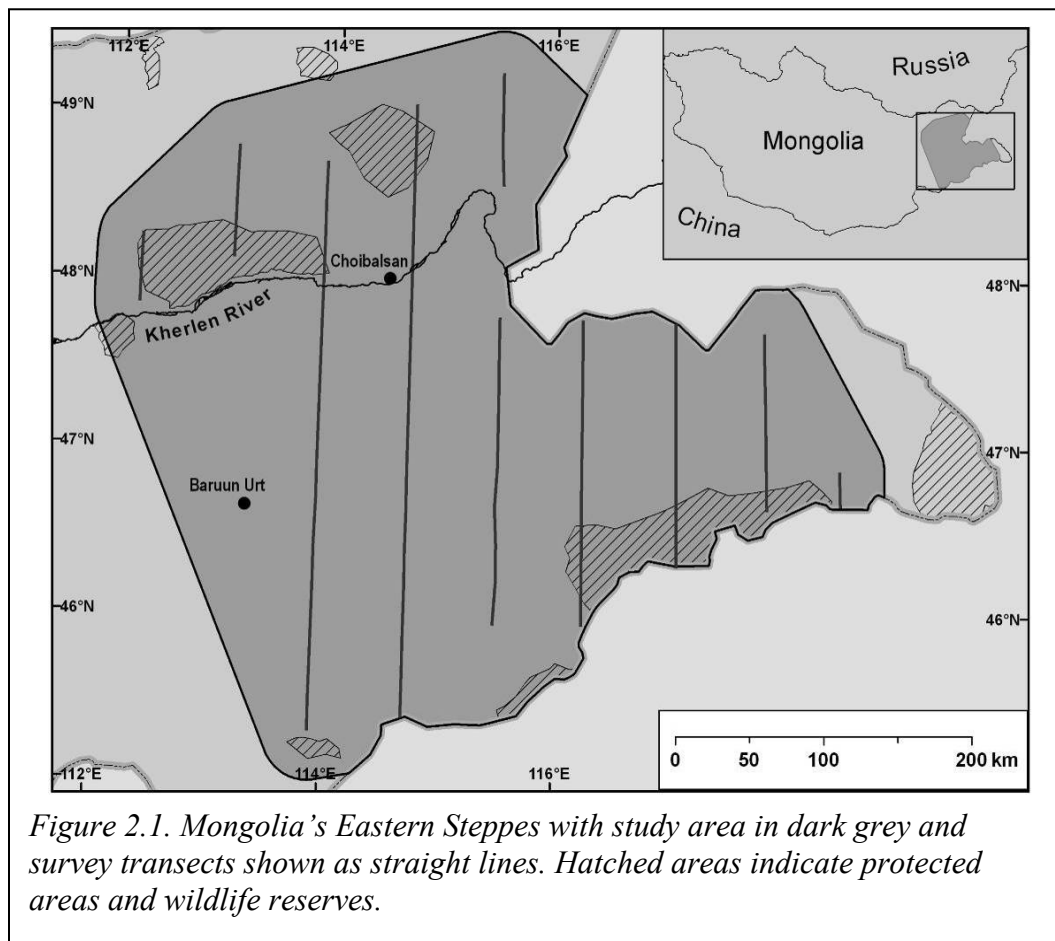 112°E
114°E
116°E
49°N
48°N
47°N
46°N
Choibalsan
Kherlen River
Baruun Urt
Russia
Mongolia
China
48°N
47°N
46°N
0 50 100 200 km
112°E
114°E
116°E
Figure 2.1. Mongolia's Eastern Steppes with study area in dark grey and
survey transects shown as straight lines. Hatched areas indicate protected
areas and wildlife reserves.